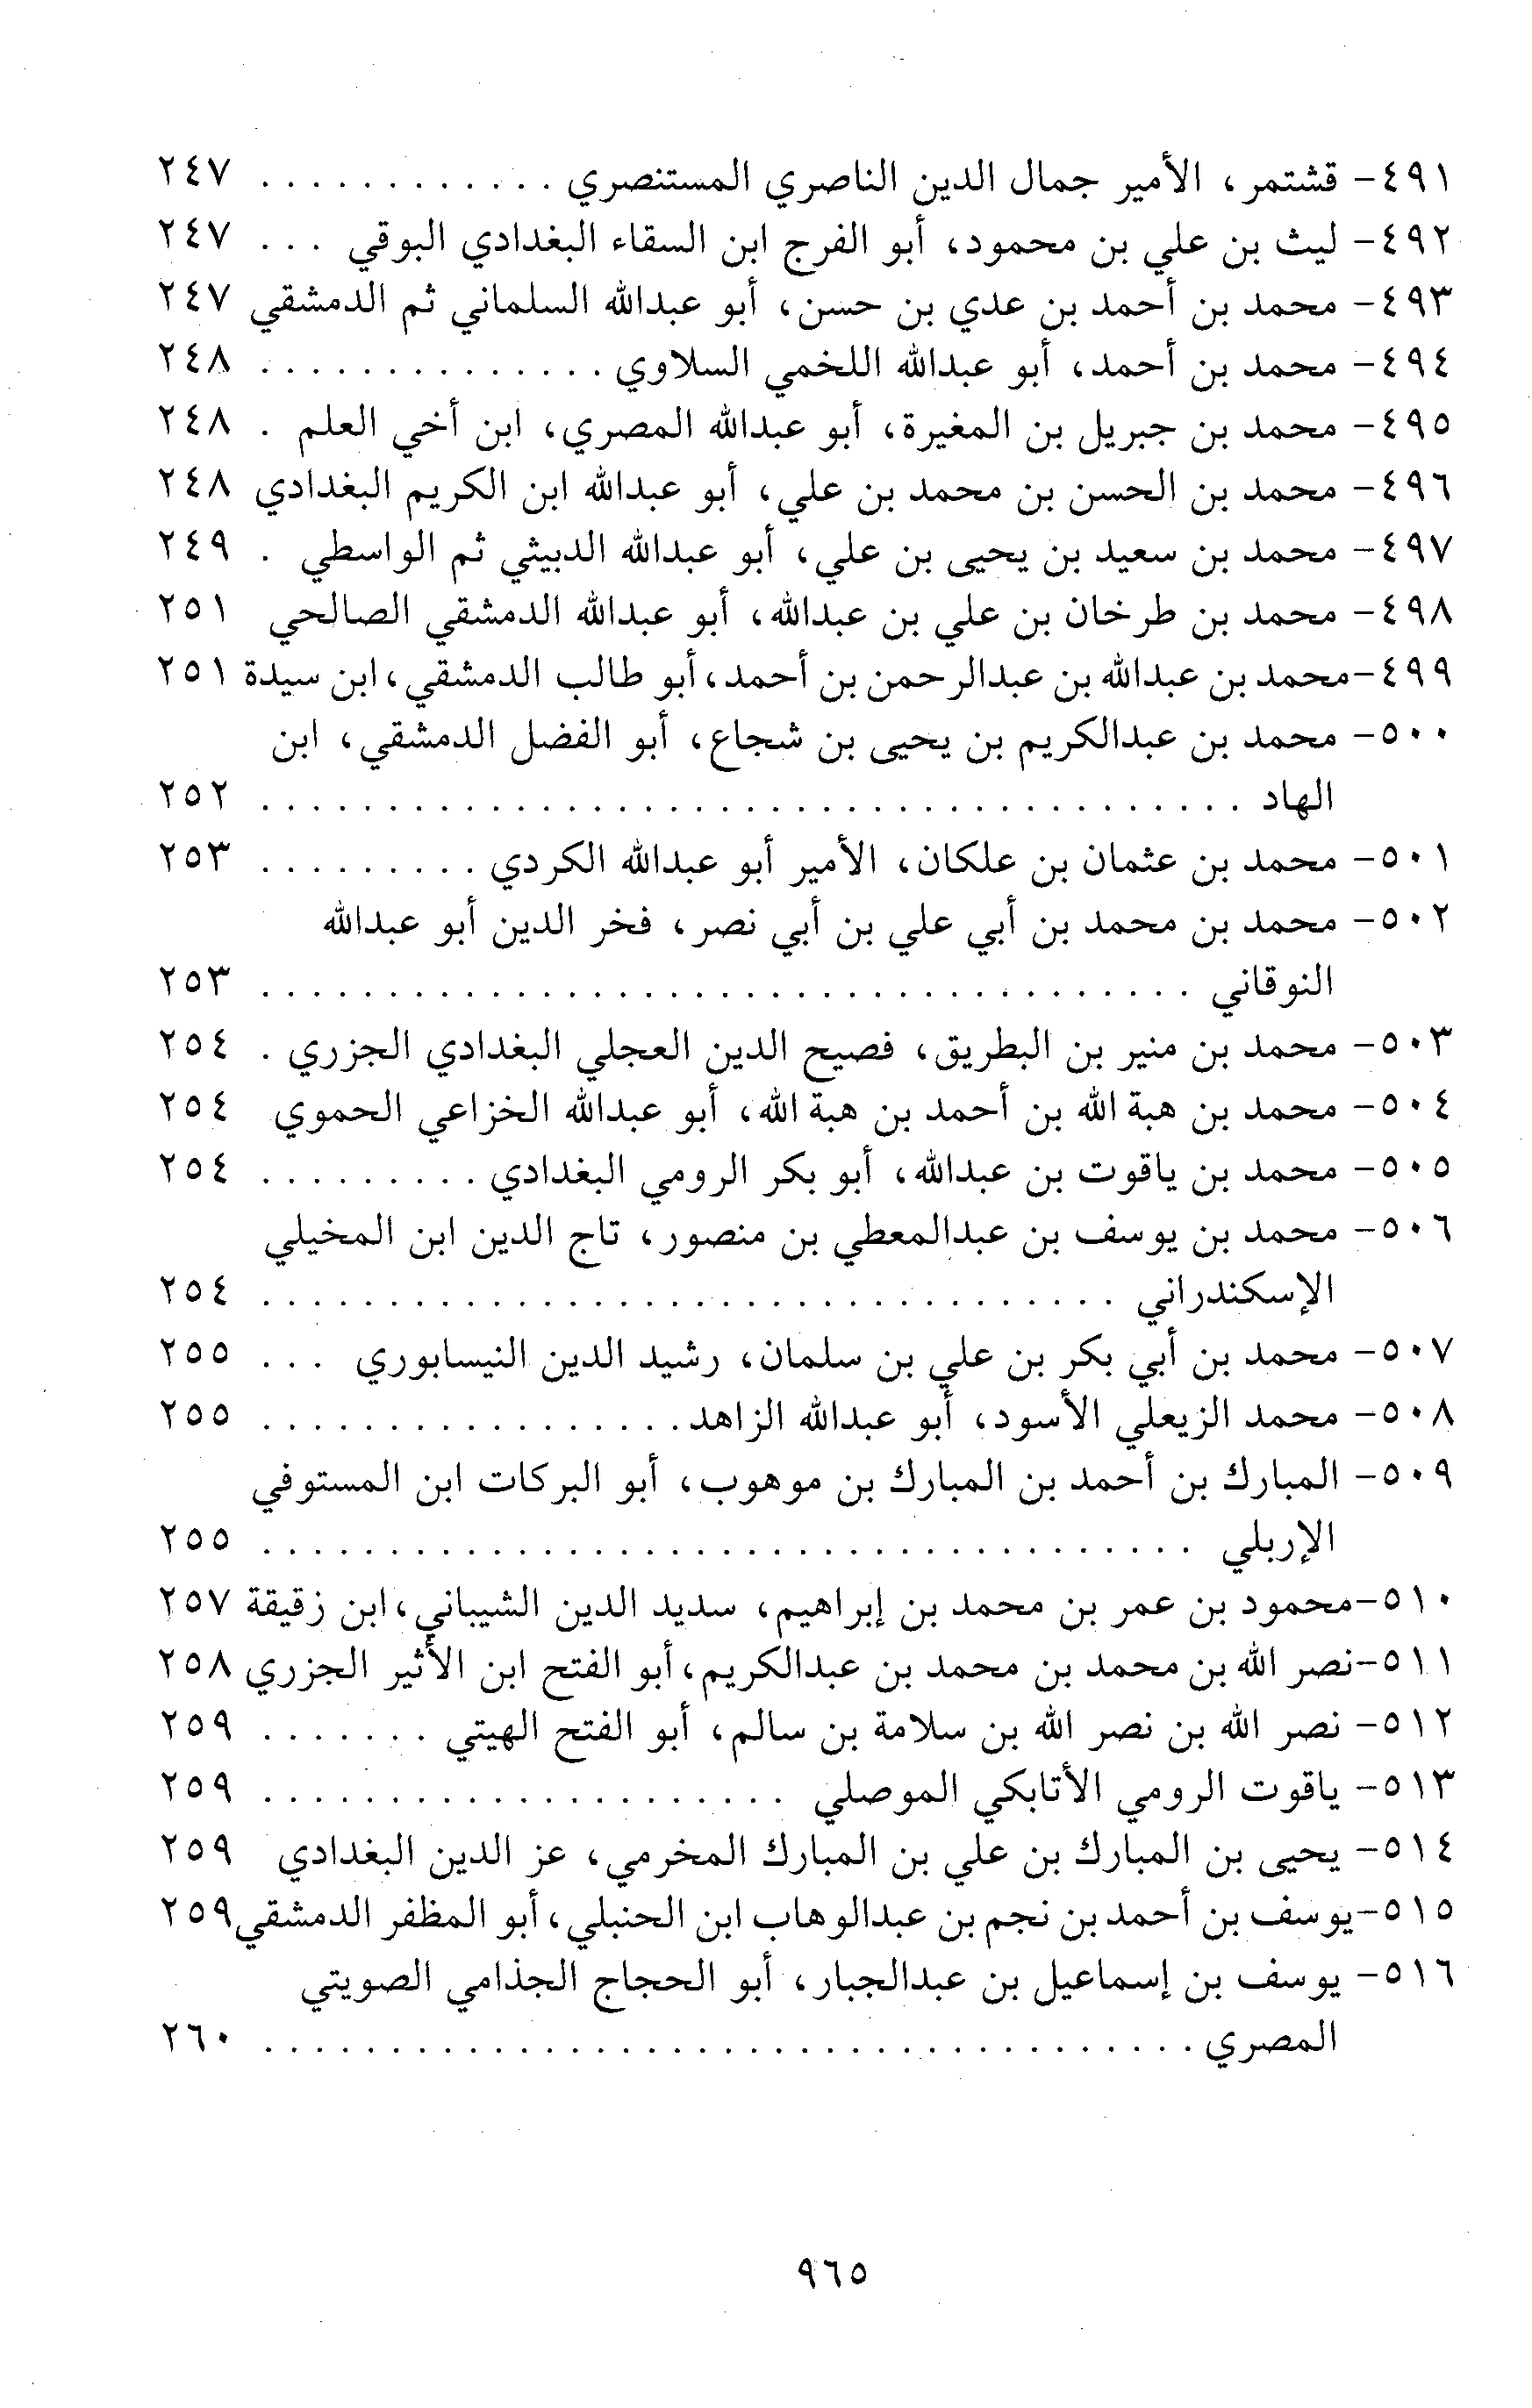 ٤٩١- قشتمر، الأمير جمال الدين الناصري المستنصري . . . . . . . . . . . . ٢٤٧
٤٩٢- ليث بن علي بن محمود، أبو الفرج ابن السقاء البغدادي البوقي . . . ٢٤٧
٤٩٣- محمد بن أحمد بن عدي بن حسن، أبو عبدالله السلماني ثم الدمشقي ٢٤٧
٤٩٤- محمد بن أحمد، أبو عبدالله اللخمي السلاوي . . . . . . . . . . . . . . ٢٤٨
٤٩٥- محمد بن جبريل بن المغيرة، أبو عبدالله المصري، ابن أخي العلم . ٢٤٨
٤٩٦- محمد بن الحسن بن محمد بن علي، أبو عبدالله ابن الكريم البغدادي ٢٤٨
٤٩٧- محمد بن سعيد بن يحيى بن علي، أبو عبدالله الدبيثي ثم الواسطي . ٢٤٩
٤٩٨- محمد بن طرخان بن علي بن عبدالله، أبو عبدالله الدمشقي الصالحي ٢٥١
٤٩٩-محمد بن عبدالله بن عبدالرحمن بن أحمد،أبو طالب الدمشقي،ابن سيدة ٢٥١
٥٠٠- محمد بن عبدالكريم بن يحيى بن شجاع، أبو الفضل الدمشقي، ابن
الهاد . . . . . . . . . . . . . . . . . . . . . . . . . . . . . . . . . . . . . . . ٢٥٢
٥٠١- محمد بن عثمان بن علكان، الأمير أبو عبدالله الكردي . . . . . . . . . ٢٥٣
٥٠٢- محمد بن محمد بن أبي علي بن أبي نصر، فخر الدين أبو عبدالله
النوقاني . . . . . . . . . . . . . . . . . . . . . . . . . . . . . . . . . . . . . ٢٥٣
٥٠٣- محمد بن منير بن البطريق، فصيح الدين العجلي البغدادي الجزري . ٢٥٤
٥٠٤- محمد بن هبة الله بن أحمد بن هبة الله، أبو عبدالله الخزاعي الحموي ٢٥٤
٥٠٥- محمد بن ياقوت بن عبدالله، أبو بكر الرومي البغدادي . . . . . . . . . ٢٥٤
٥٠٦- محمد بن يوسف بن عبدالمعطي بن منصور، تاج الدين ابن المخيلي
الإسكندراني . . . . . . . . . . . . . . . . . . . . . . . . . . . . . . . . . . ٢٥٤
٥٠٧- محمد بن أبي بكر بن علي بن سلمان، رشيد الدين النيسابوري . . . ٢٥٥
٥٠٨- محمد الزيعلي الأسود، أبو عبدالله الزاهد . . . . . . . . . . . . . . . . . ٢٥٥
٥٠٩- المبارك بن أحمد بن المبارك بن موهوب، أبو البركات ابن المستوفي
الإربلي . . . . . . . . . . . . . . . . . . . . . . . . . . . . . . . . . . . . . ٢٥٥
٥١٠-محمود بن عمر بن محمد بن إبراهيم، سديد الدين الشيباني،ابن زقيقة ٢٥٧
٥١١-نصر الله بن محمد بن محمد بن عبدالكريم،أبو الفتح ابن الأثير الجزري ٢٥٨
٥١٢- نصر الله بن نصر الله بن سلامة بن سالم، أبو الفتح الهيتي . . . . . . . ٢٥٩
٥١٣- ياقوت الرومي الأتابكي الموصلي . . . . . . . . . . . . . . . . . . . . . ٢٥٩
٥١٤- يحيى بن المبارك بن علي بن المبارك المخرمي، عز الدين البغدادي ٢٥٩
٥١٥-يوسف بن أحمد بن نجم بن عبدالوهاب ابن الحنبلي،أبو المظفر الدمشقي٢٥٩
٥١٦- يوسف بن إسماعيل بن عبدالجبار، أبو الحجاج الجذامي الصويتي
المصري . . . . . . . . . . . . . . . . . . . . . . . . . . . . . . . . . . . . . ٢٦٠
٩٦٥